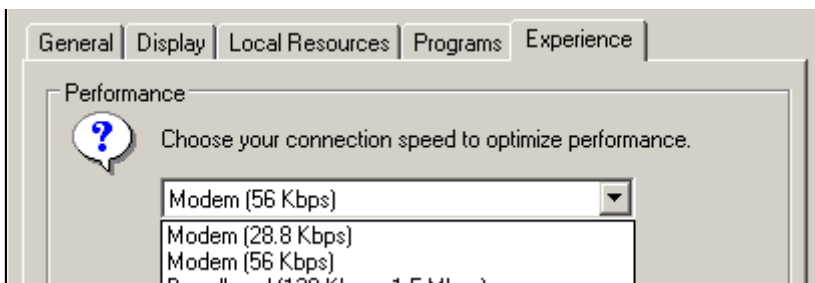 General Display Local Resources Programs Experience
Performance
?
Choose your connection speed to optimize performance.
Modem (56 Kbps)
Modem (28.8 Kbps)
Modem (56 Kbps)